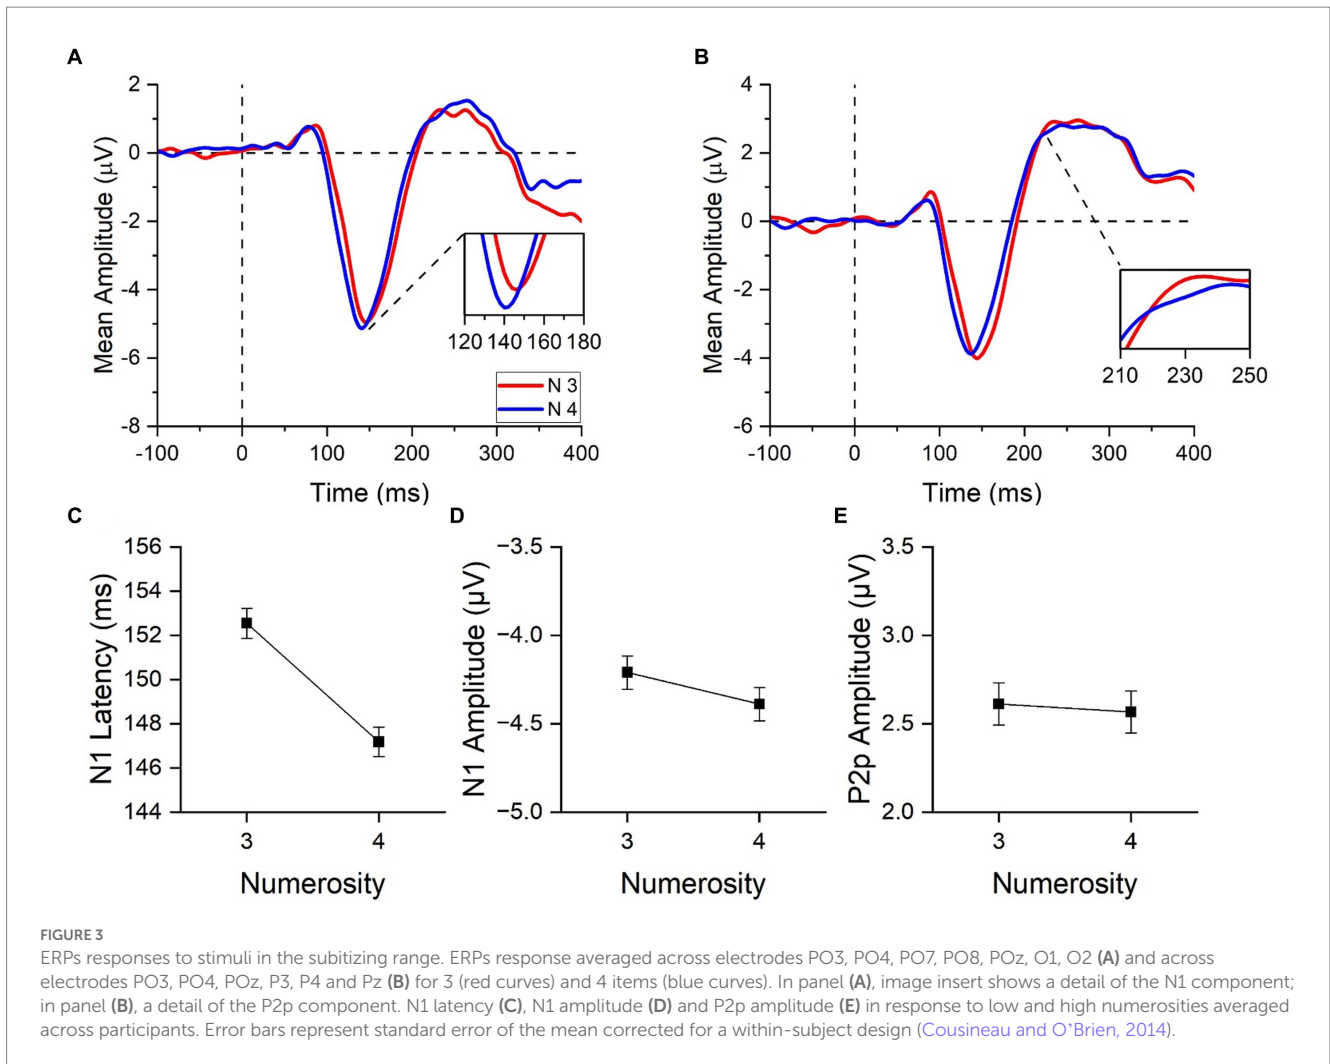 A
B
2
0
-2
-4
-6
-8
Mean Amplitude (μV)
-100 0 100 200 300 400
Time (ms)
120 140 160 180
N 3
N 4
4
2
0
-2
-4
-6
Mean Amplitude (μV)
-100 0 100 200 300 400
Time (ms)
210 230 250
C
156
154
152
150
148
146
144
N1 Latency (ms)
3 4
Numerosity
D
−3.5
−4.0
−4.5
−5.0
N1 Amplitude (μV)
3 4
Numerosity
E
3.5
3.0
2.5
2.0
P2p Amplitude (μV)
3 4
Numerosity
FIGURE 3
ERPs responses to stimuli in the subitizing range. ERPs response averaged across electrodes PO3, PO4, PO7, PO8, POz, O1, O2 (A) and across
electrodes PO3, PO4, POz, P3, P4 and Pz (B) for 3 (red curves) and 4 items (blue curves). In panel (A), image insert shows a detail of the N1 component;
in panel (B), a detail of the P2p component. N1 latency (C), N1 amplitude (D) and P2p amplitude (E) in response to low and high numerosities averaged
across participants. Error bars represent standard error of the mean corrected for a within-subject design (Cousineau and O'Brien, 2014).